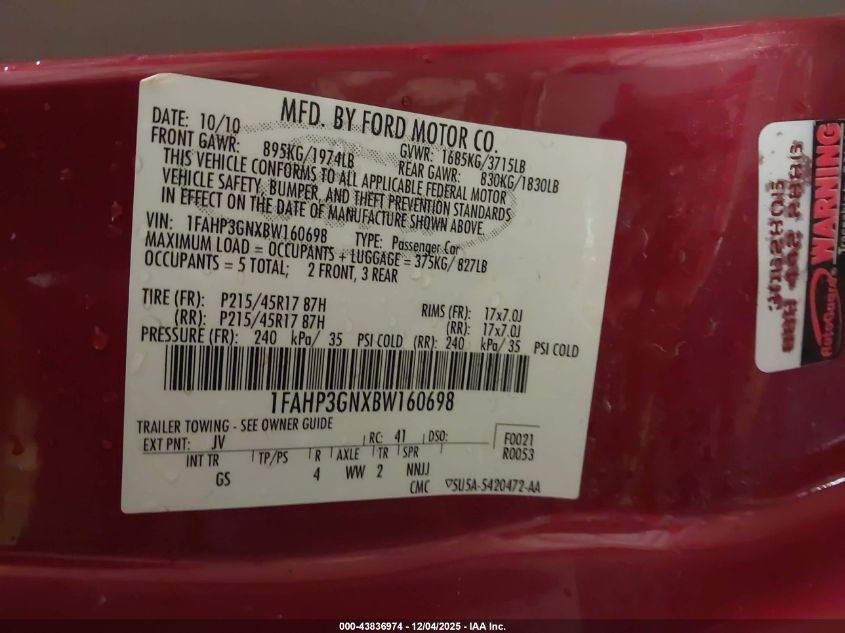 MFD. BY FORD MOTOR CO.
DATE: 10/10 GVWR: 1685KG/3715LB
FRONT GAWR: 895KG/1974LB REAR GAWR: 830KG/1830LB
THIS VEHICLE CONFORMS TO ALL APPLICABLE FEDERAL MOTOR
VEHICLE SAFETY, BUMPER, AND THEFT PREVENTION STANDARDS
IN EFFECT ON THE DATE OF MANUFACTURE SHOWN ABOVE.
VIN: 1FAHP3GNXBW160698 TYPE: Passenger Car
MAXIMUM LOAD = OCCUPANTS + LUGGAGE = 375KG/ 827LB
OCCUPANTS = 5 TOTAL; 2 FRONT, 3 REAR
TIRE (FR): P215/45R17 87H RIMS (FR): 17x7.0J
(RR): P215/45R17 87H (RR): 17x7.0J
PRESSURE (FR): 240 kPa/ 35 PSI COLD (RR): 240 kPa/ 35 PSI COLD
1FAHP3GNXBW160698
TRAILER TOWING - SEE OWNER GUIDE
EXT PNT: JV RC: 41 DSO: F0021
R0053
INT TR TP/PS R AXLE TR SPR
GS 4 WW 2 NNJJ
CMC 5U5A-5420472-AA
WARNING
AutoGuard
000-43836974 - 12/04/2025 - IAA Inc.